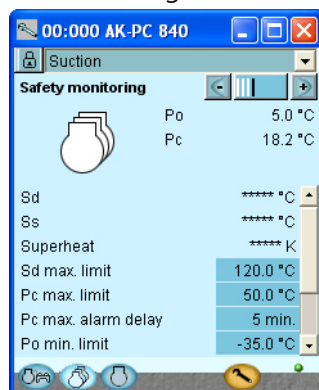 00:000 AK-PC 840
Suction
Safety monitoring
Po 5.0 °C
Pc 18.2 °C
Sd ***** °C
Ss ***** °C
Superheat ***** K
Sd max. limit 120.0 °C
Pc max. limit 50.0 °C
Pc max. alarm delay 5 min.
Po min. limit -35.0 °C